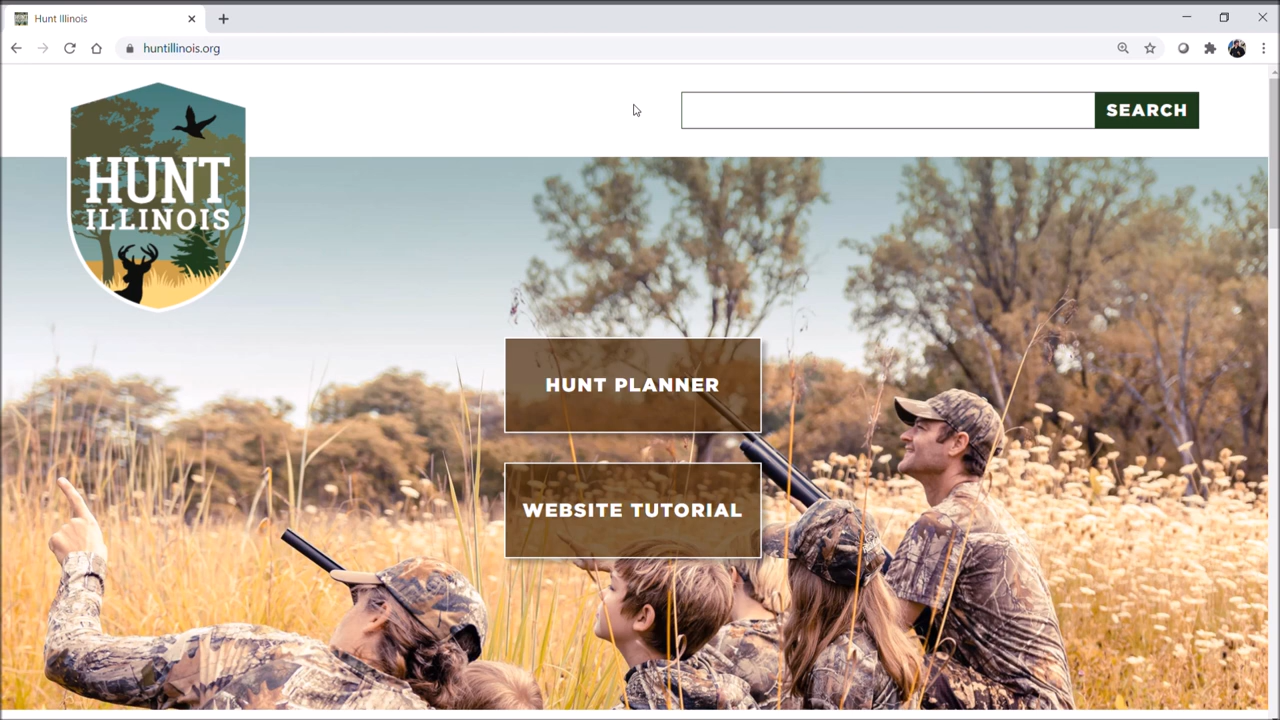 Hunt Illinois
huntillinois.org
HUNT
ILLINOIS
SEARCH
HUNT PLANNER
WEBSITE TUTORIAL